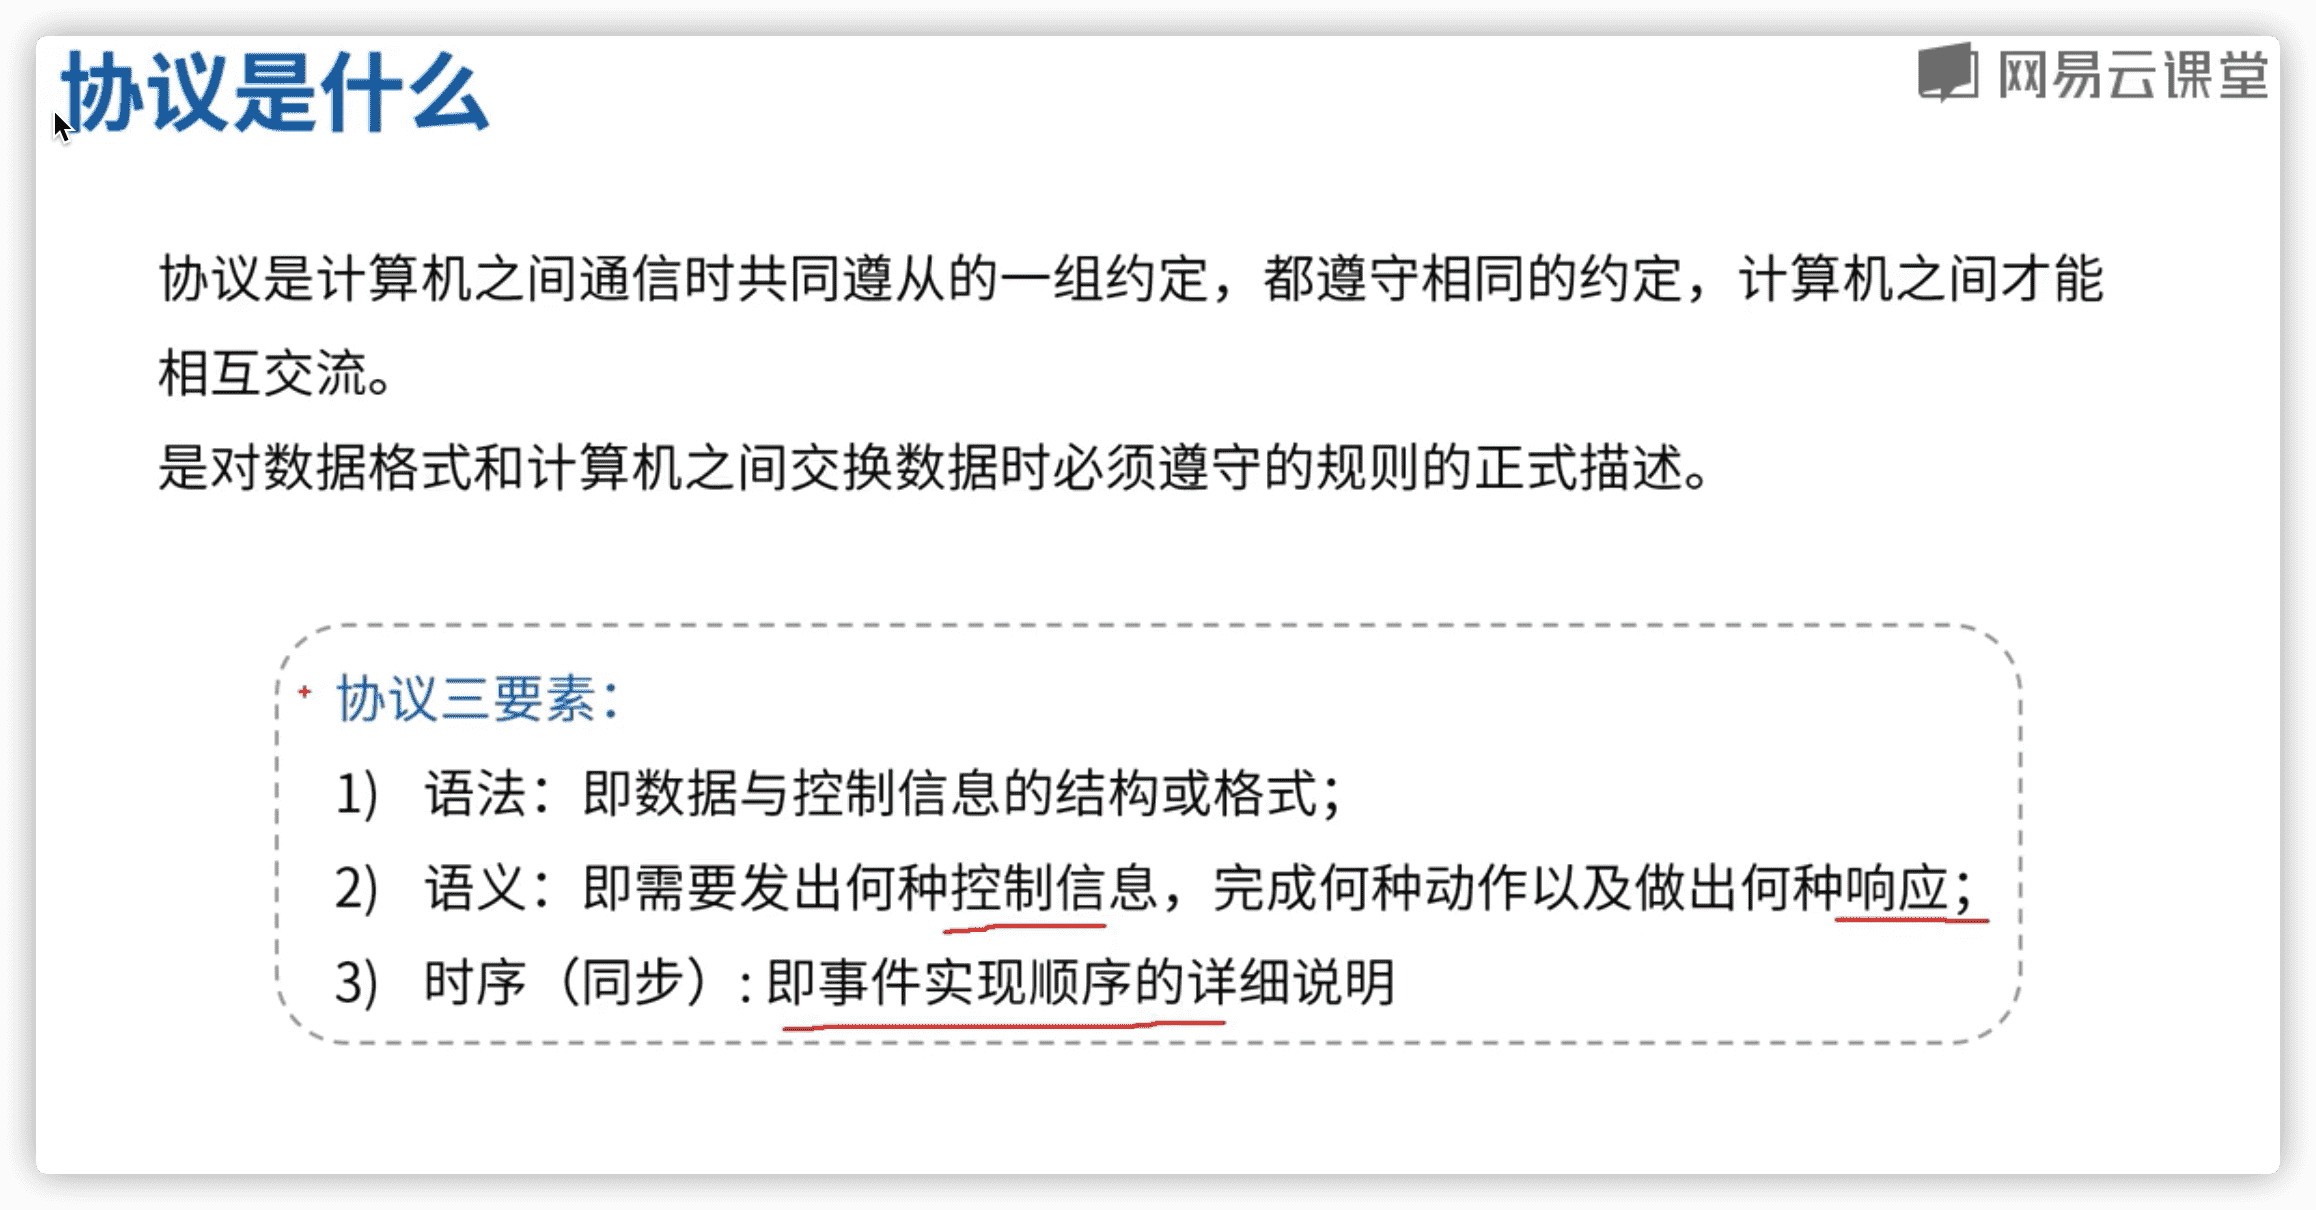 协议是什么
网易云课堂
协议是计算机之间通信时共同遵从的一组约定，都遵守相同的约定，计算机之间才能
相互交流。
是对数据格式和计算机之间交换数据时必须遵守的规则的正式描述。
协议三要素：
1) 语法：即数据与控制信息的结构或格式；
2) 语义：即需要发出何种控制信息，完成何种动作以及做出何种响应；
3) 时序（同步）: 即事件实现顺序的详细说明